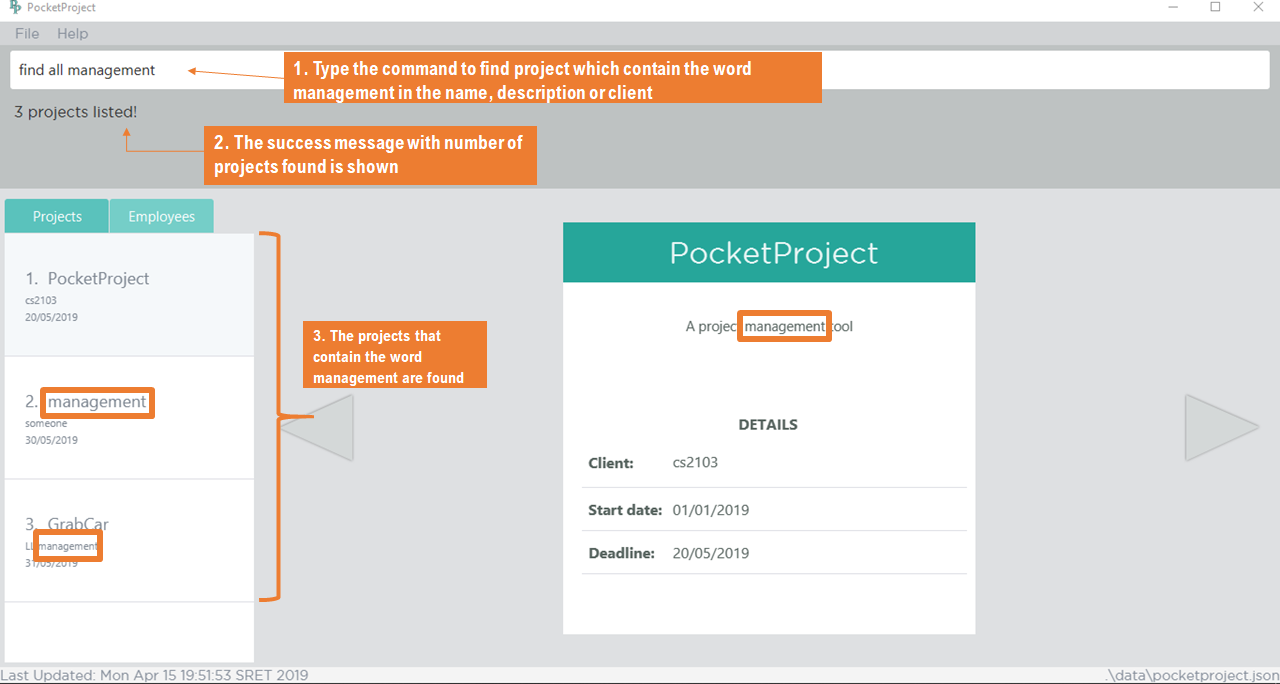 PocketProject
File Help
find all management
1. Type the command to find project which contain the word
management in the name, description or client
3 projects listed!
2. The success message with number of
projects found is shown
Projects Employees
1. PocketProject
cs2103
20/05/2019
2. management
someone
30/05/2019
3. GrabCar
LL management
31/05/2019
3. The projects that
contain the word
management are found
PocketProject
A project management tool
DETAILS
Client: cs2103
Start date: 01/01/2019
Deadline: 20/05/2019
Last Updated: Mon Apr 15 19:51:53 SRET 2019
.\data\pocketproject.json